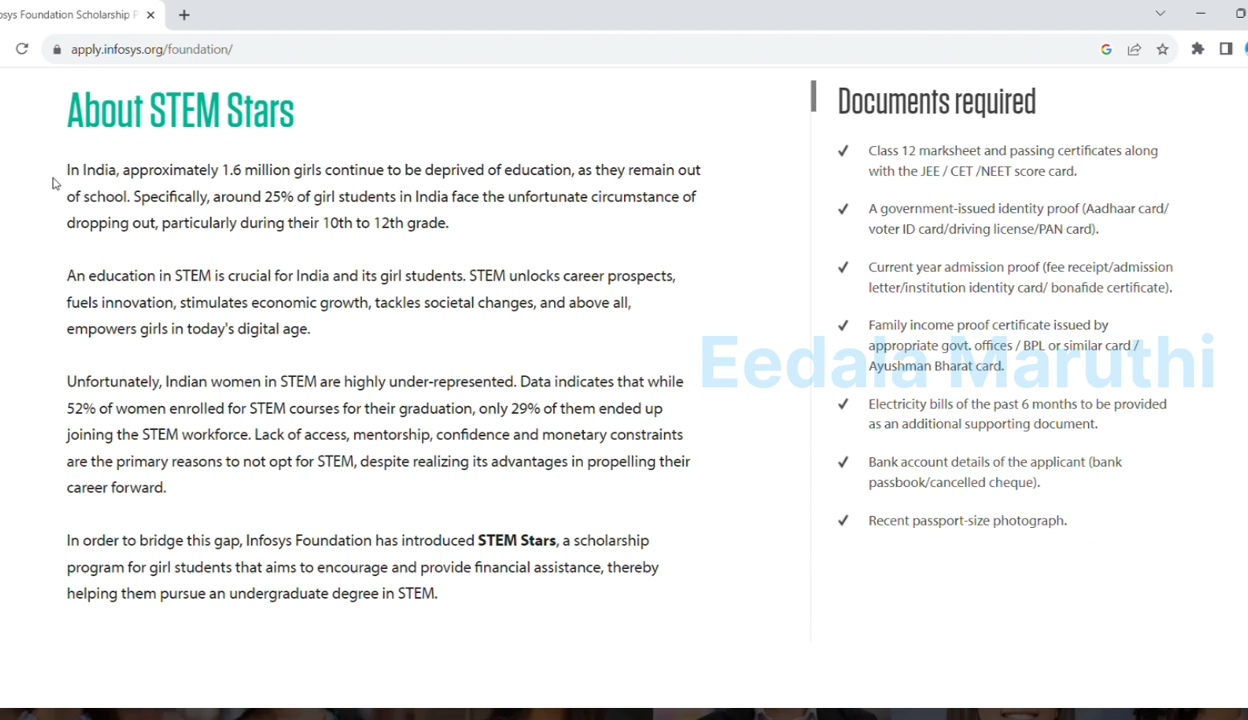 osys Foundation Scholarship P
apply.infosys.org/foundation/
About STEM Stars
In India, approximately 1.6 million girls continue to be deprived of education, as they remain out
of school. Specifically, around 25% of girl students in India face the unfortunate circumstance of
dropping out, particularly during their 10th to 12th grade.
An education in STEM is crucial for India and its girl students. STEM unlocks career prospects,
fuels innovation, stimulates economic growth, tackles societal changes, and above all,
empowers girls in today's digital age.
Unfortunately, Indian women in STEM are highly under-represented. Data indicates that while
52% of women enrolled for STEM courses for their graduation, only 29% of them ended up
joining the STEM workforce. Lack of access, mentorship, confidence and monetary constraints
are the primary reasons to not opt for STEM, despite realizing its advantages in propelling their
career forward.
In order to bridge this gap, Infosys Foundation has introduced STEM Stars, a scholarship
program for girl students that aims to encourage and provide financial assistance, thereby
helping them pursue an undergraduate degree in STEM.
Documents required
Class 12 marksheet and passing certificates along
with the JEE / CET /NEET score card.
A government-issued identity proof (Aadhaar card/
voter ID card/driving license/PAN card).
Current year admission proof (fee receipt/admission
letter/institution identity card/ bonafide certificate).
Family income proof certificate issued by
appropriate govt. offices / BPL or similar card /
Ayushman Bharat card.
Eedala Maruthi
Electricity bills of the past 6 months to be provided
as an additional supporting document.
Bank account details of the applicant (bank
passbook/cancelled cheque).
Recent passport-size photograph.